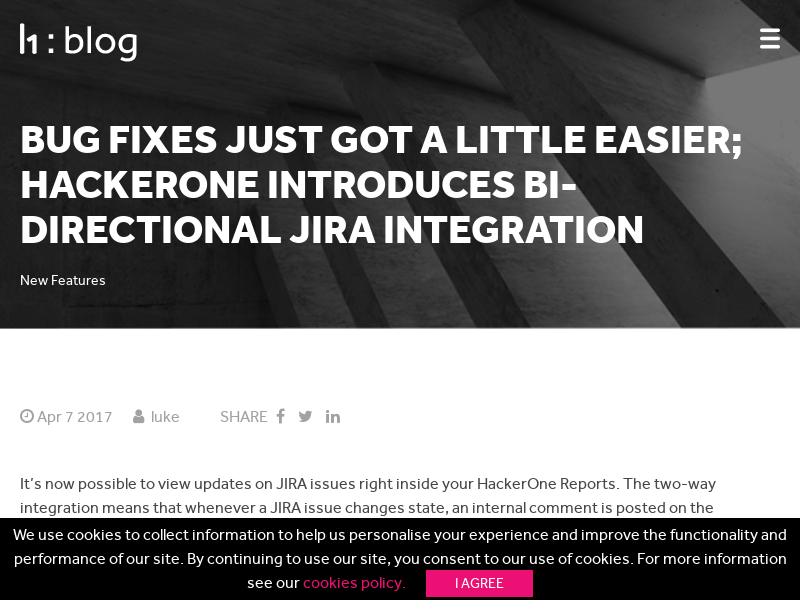 h1 : blog
BUG FIXES JUST GOT A LITTLE EASIER;
HACKERONE INTRODUCES BI-
DIRECTIONAL JIRA INTEGRATION
New Features
Apr 7 2017 luke SHARE
It’s now possible to view updates on JIRA issues right inside your HackerOne Reports. The two-way
integration means that whenever a JIRA issue changes state, an internal comment is posted on the
We use cookies to collect information to help us personalise your experience and improve the functionality and
performance of our site. By continuing to use our site, you consent to our use of cookies. For more information
see our cookies policy. I AGREE